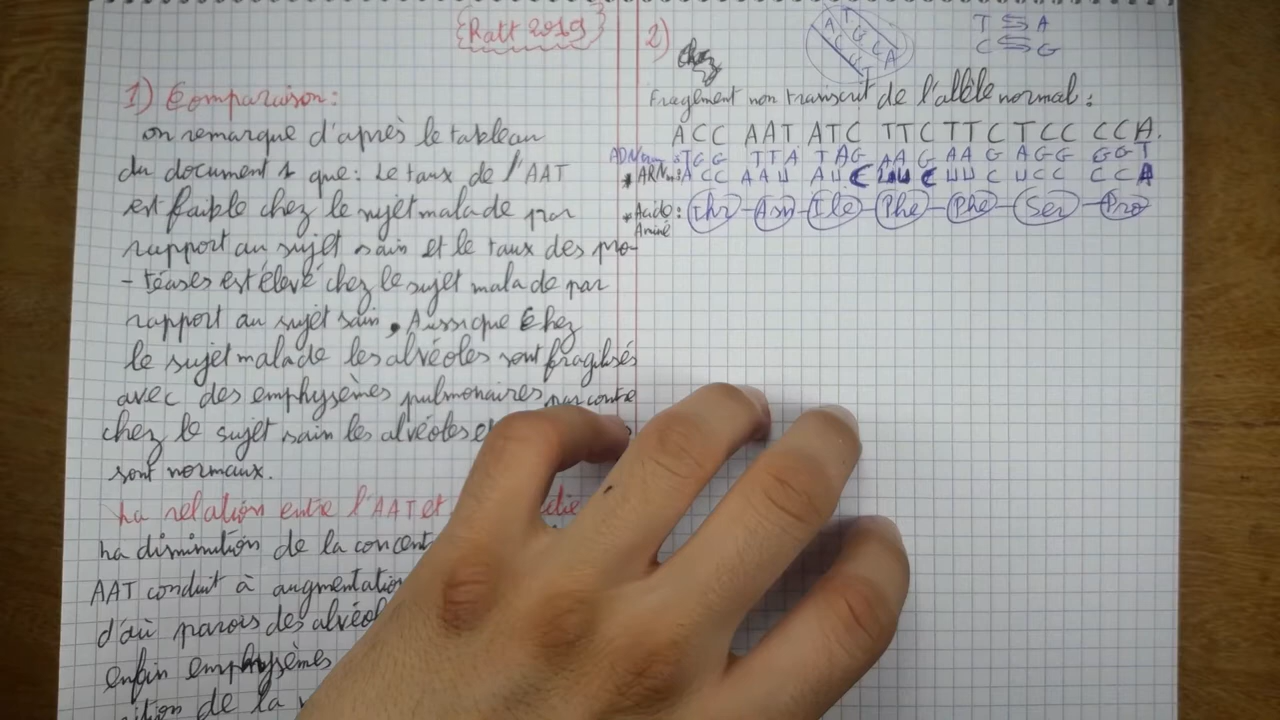 {Ratt 2019}
1) Comparaison:
on remarque d'après le tableau
du document 1 que: Le taux de l'AAT
est faible chez le sujet malade par
rapport au sujet sain et le taux des pro-
-téases est élevé chez le sujet malade par
rapport au sujet sain, Aussi que chez
le sujet malade les alvéoles sont fragilisés
avec des emphysèmes pulmonaires par contre
chez le sujet sain les alvéoles et
sont normaux.
La relation entre l'AAT et
La diminution de la concent
AAT conduit à augmentation
d'où parois des alvéol
enfin emphysèmes
ition de la
2)
chez
T ⇆ A
C ⇆ G
Fragement non transcrit de l'allèle normal:
ACC AAT ATC TTC TTC TCC CCA.
TGG TTA TAG AAG AAG AGG GGT
* ARNm: ACC AAU AUC UUC UUC UCC CCA
* Acide: Thr - Asn - Ile - Phe - Phe - Ser - Pro
Aminé